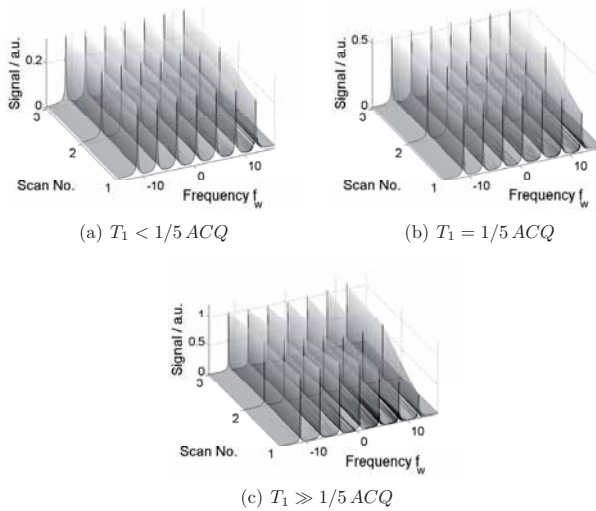 0.2
0
Signal / a.u.
3
2
1
Scan No.
-10
0
10
Frequency f_w
(a) T₁ < 1/5 ACQ
0.5
0
Signal / a.u.
3
2
1
Scan No.
-10
0
10
Frequency f_w
(b) T₁ = 1/5 ACQ
1
0.5
0
Signal / a.u.
3
2
1
Scan No.
-10
0
10
Frequency f_w
(c) T₁ ≫ 1/5 ACQ